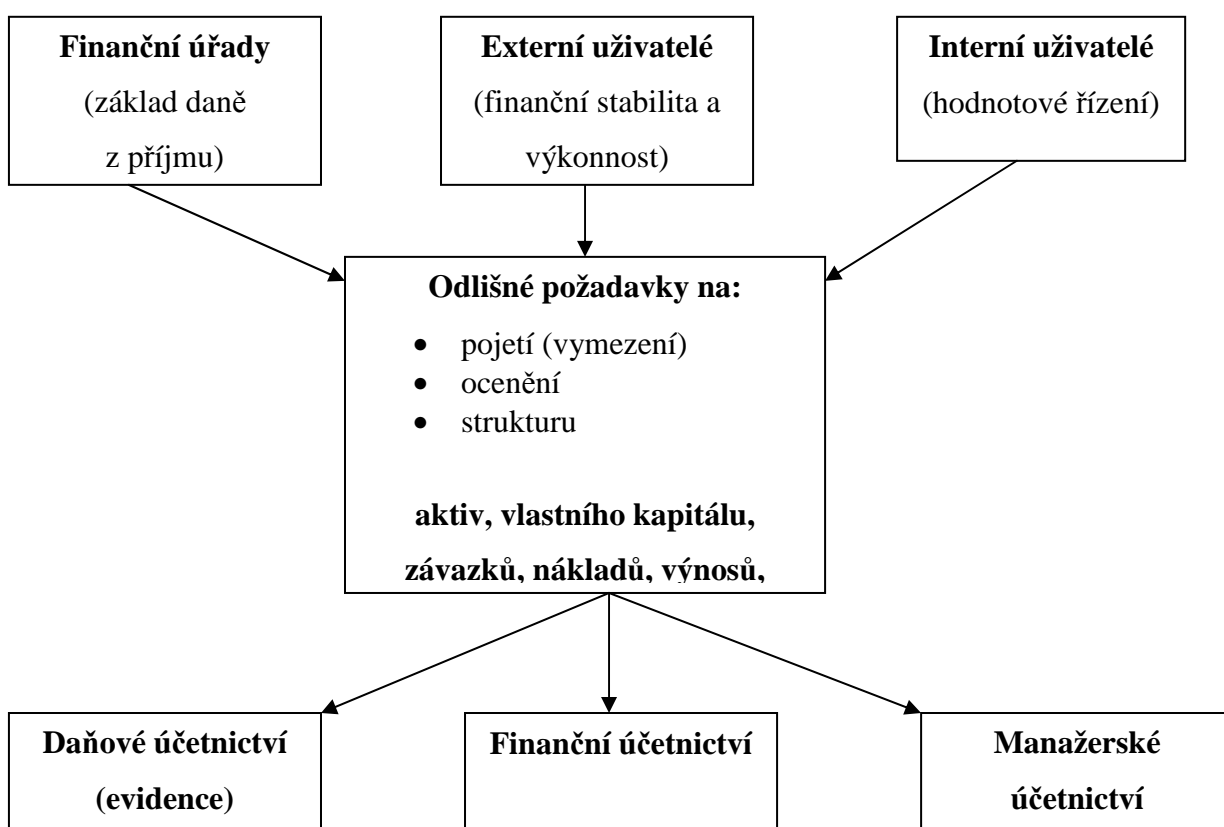 Finanční úřady
(základ daně
z příjmu)
Externí uživatelé
(finanční stabilita a
výkonnost)
Interní uživatelé
(hodnotové řízení)
Odlišné požadavky na:
• pojetí (vymezení)
• ocenění
• strukturu
aktiv, vlastního kapitálu,
závazků, nákladů, výnosů,
Daňové účetnictví
(evidence)
Finanční účetnictví
Manažerské
účetnictví